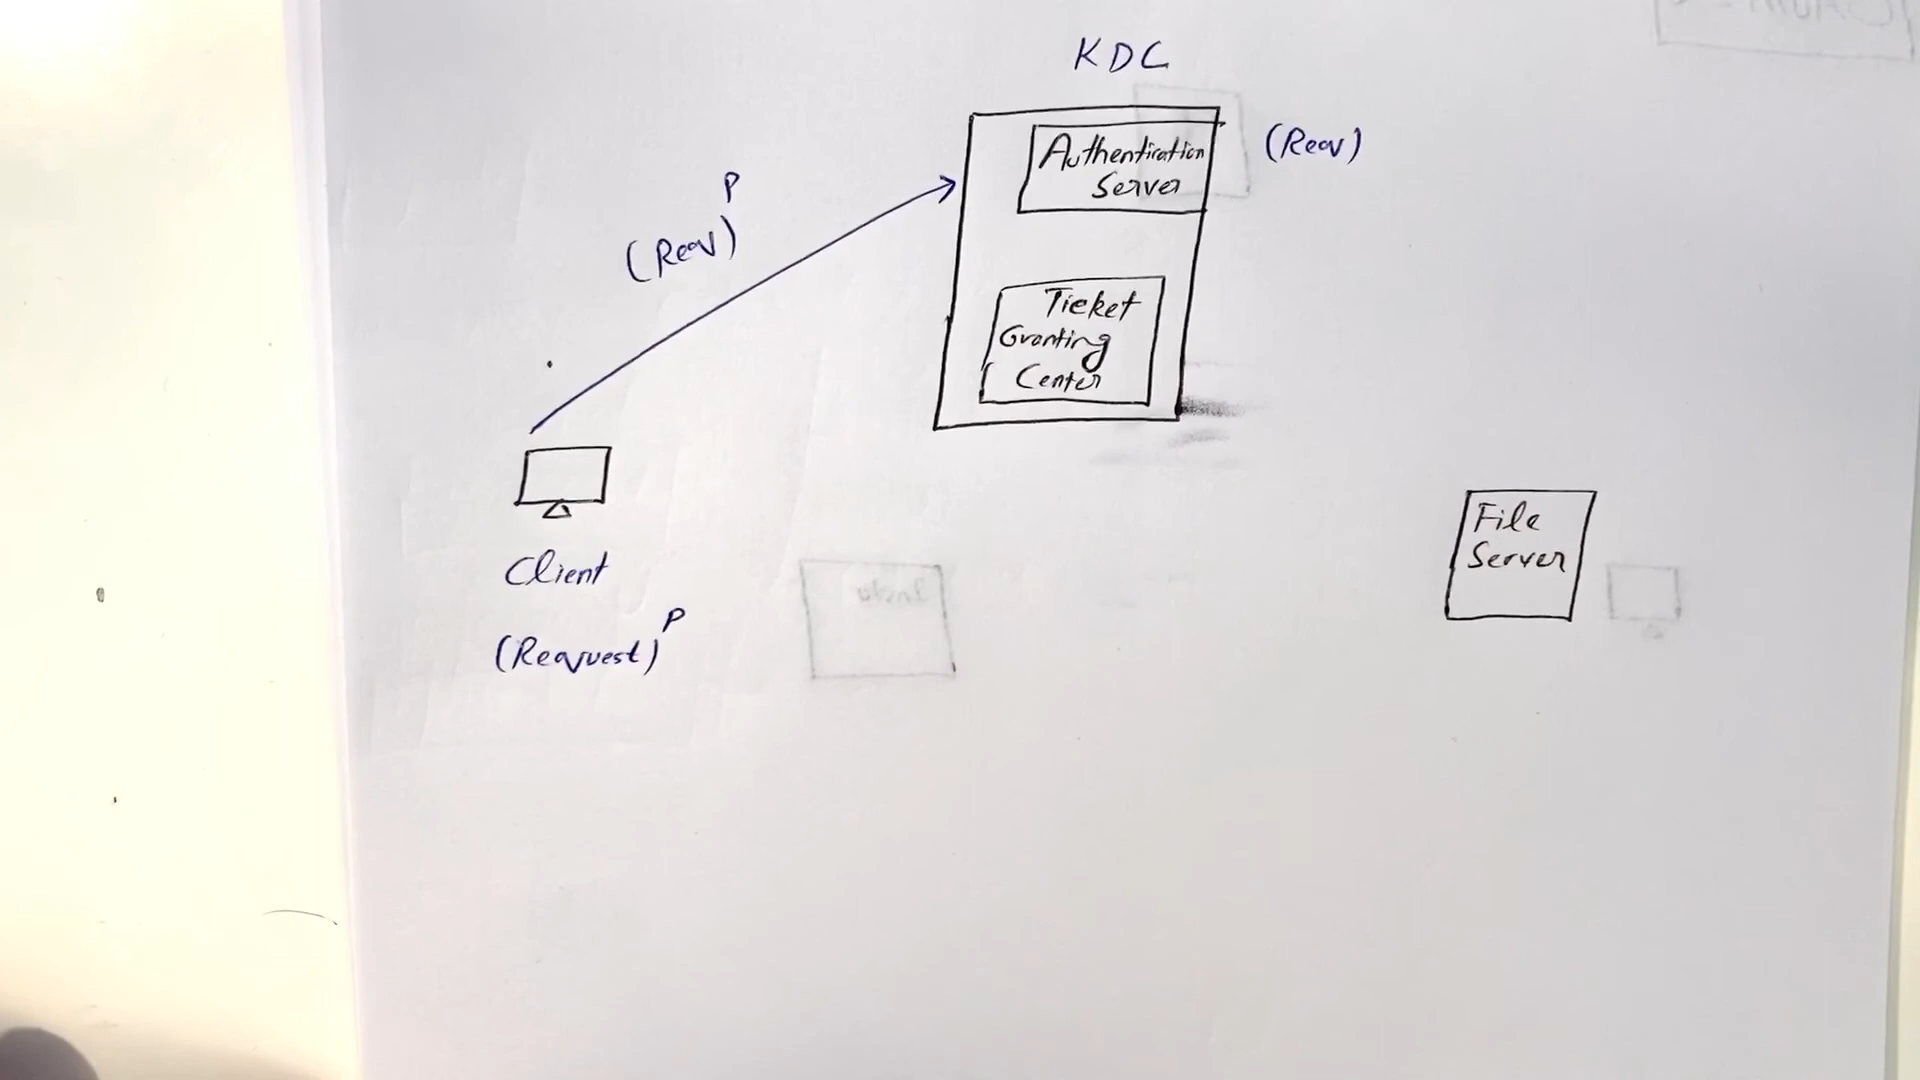 KDC
Authentication
Server
(Req)
P
(Req)
Ticket
Granting
Center
Client
P
(Request)
File
Server